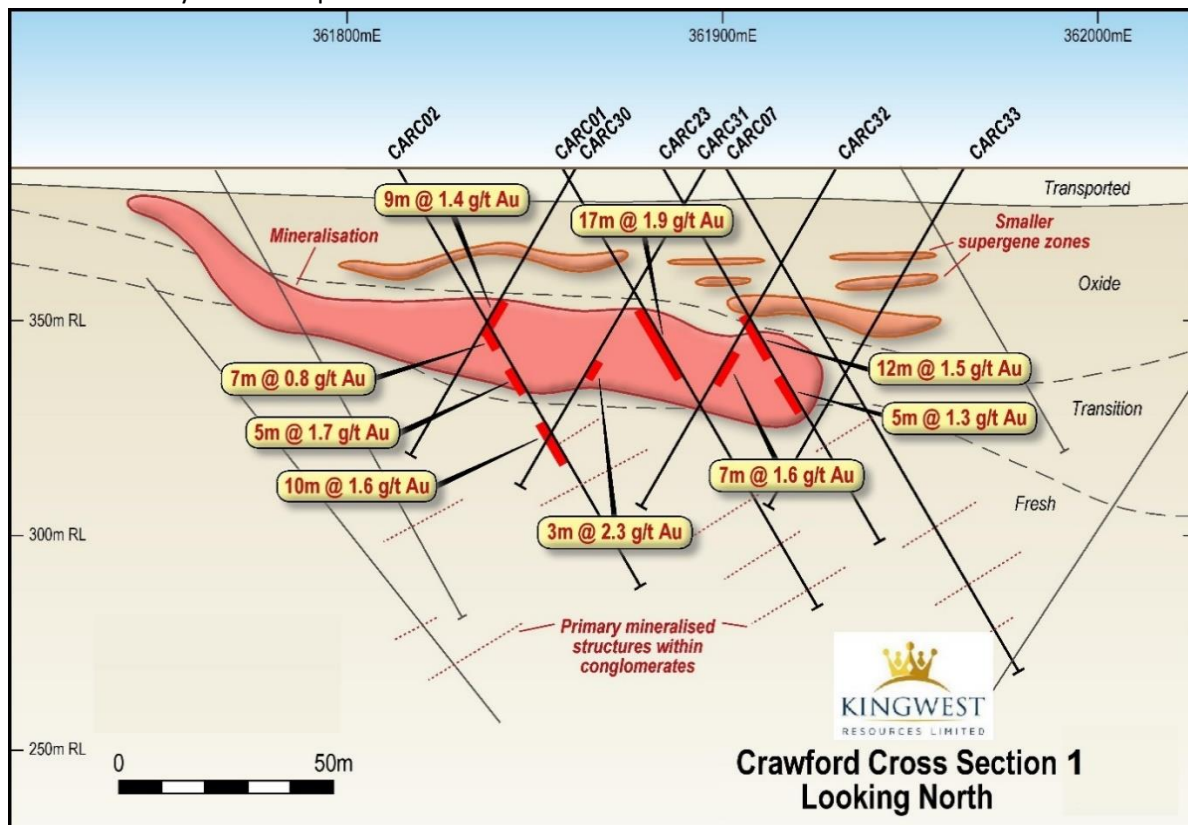 361800mE
361900mE
362000mE
CARC02
CARC01
CARC30
CARC23
CARC31
CARC07
CARC32
CARC33
Transported
9m @ 1.4 g/t Au
17m @ 1.9 g/t Au
Mineralisation
Smaller
supergene zones
Oxide
350m RL
7m @ 0.8 g/t Au
12m @ 1.5 g/t Au
Transition
5m @ 1.7 g/t Au
5m @ 1.3 g/t Au
10m @ 1.6 g/t Au
7m @ 1.6 g/t Au
Fresh
300m RL
3m @ 2.3 g/t Au
Primary mineralised
structures within
conglomerates
KINGWEST
RESOURCES LIMITED
250m RL
0
50m
Crawford Cross Section 1
Looking North